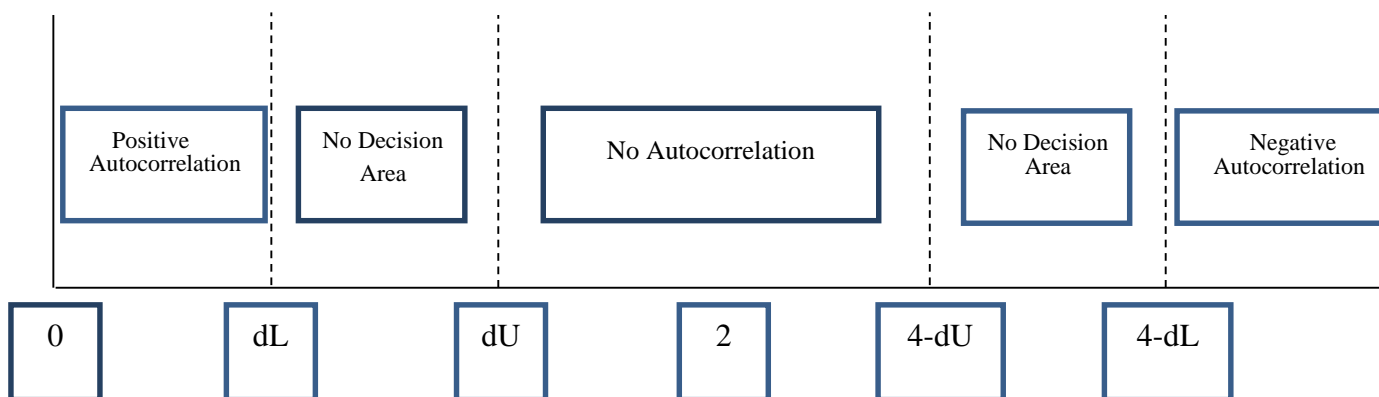 Positive
Autocorrelation
No Decision
Area
No Autocorrelation
No Decision
Area
Negative
Autocorrelation
0
dL
dU
2
4-dU
4-dL